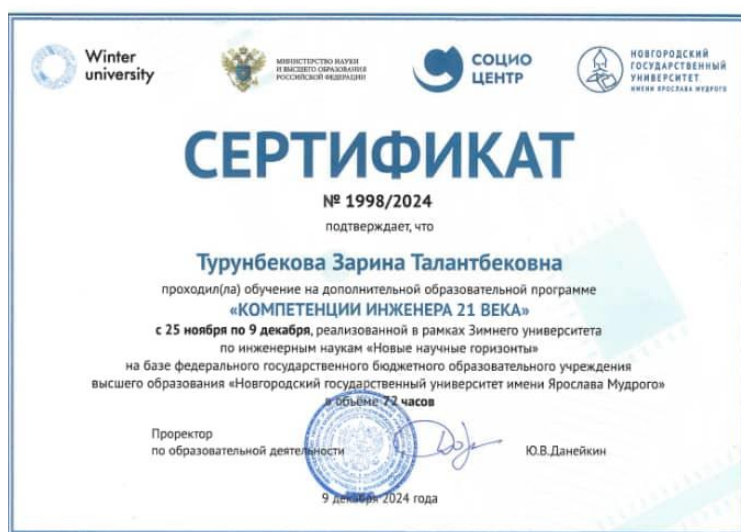 Winter
university
МИНИСТЕРСТВО НАУКИ
И ВЫСШЕГО ОБРАЗОВАНИЯ
РОССИЙСКОЙ ФЕДЕРАЦИИ
СОЦИО
ЦЕНТР
НОВГОРОДСКИЙ
ГОСУДАРСТВЕННЫЙ
УНИВЕРСИТЕТ
ИМЕНИ ЯРОСЛАВА МУДРОГО
СЕРТИФИКАТ
№ 1998/2024
подтверждает, что
Турунбекова Зарина Талантбековна
проходил(ла) обучение на дополнительной образовательной программе
«КОМПЕТЕНЦИИ ИНЖЕНЕРА 21 ВЕКА»
с 25 ноября по 9 декабря, реализованной в рамках Зимнего университета
по инженерным наукам «Новые научные горизонты»
на базе федерального государственного бюджетного образовательного учреждения
высшего образования «Новгородский государственный университет имени Ярослава Мудрого»
в объёме 72 часов
Проректор
по образовательной деятельности
Ю.В.Данейкин
9 декабря 2024 года